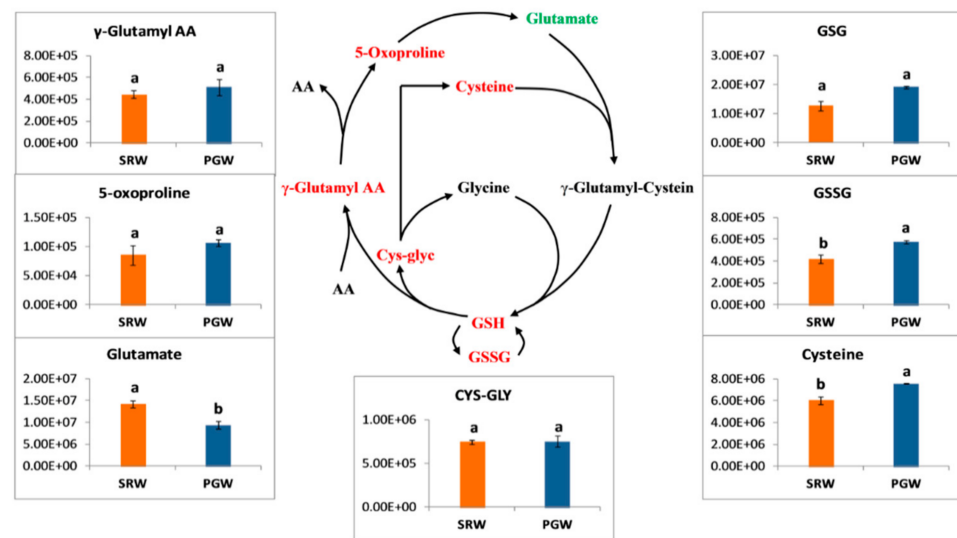 γ-Glutamyl AA
8.00E+05
6.00E+05
4.00E+05
2.00E+05
0.00E+00
a
a
SRW
PGW
5-oxoproline
1.50E+05
1.00E+05
5.00E+04
0.00E+00
a
a
SRW
PGW
Glutamate
2.00E+07
1.50E+07
1.00E+07
5.00E+06
0.00E+00
a
b
SRW
PGW
Glutamate
5-Oxoproline
AA
Cysteine
γ-Glutamyl AA
Glycine
γ-Glutamyl-Cystein
Cys-glyc
AA
GSH
GSSG
CYS-GLY
1.00E+06
5.00E+05
0.00E+00
a
a
SRW
PGW
GSG
3.00E+07
2.00E+07
1.00E+07
0.00E+00
a
a
SRW
PGW
GSSG
8.00E+05
6.00E+05
4.00E+05
2.00E+05
0.00E+00
b
a
SRW
PGW
Cysteine
8.00E+06
6.00E+06
4.00E+06
2.00E+06
0.00E+00
b
a
SRW
PGW